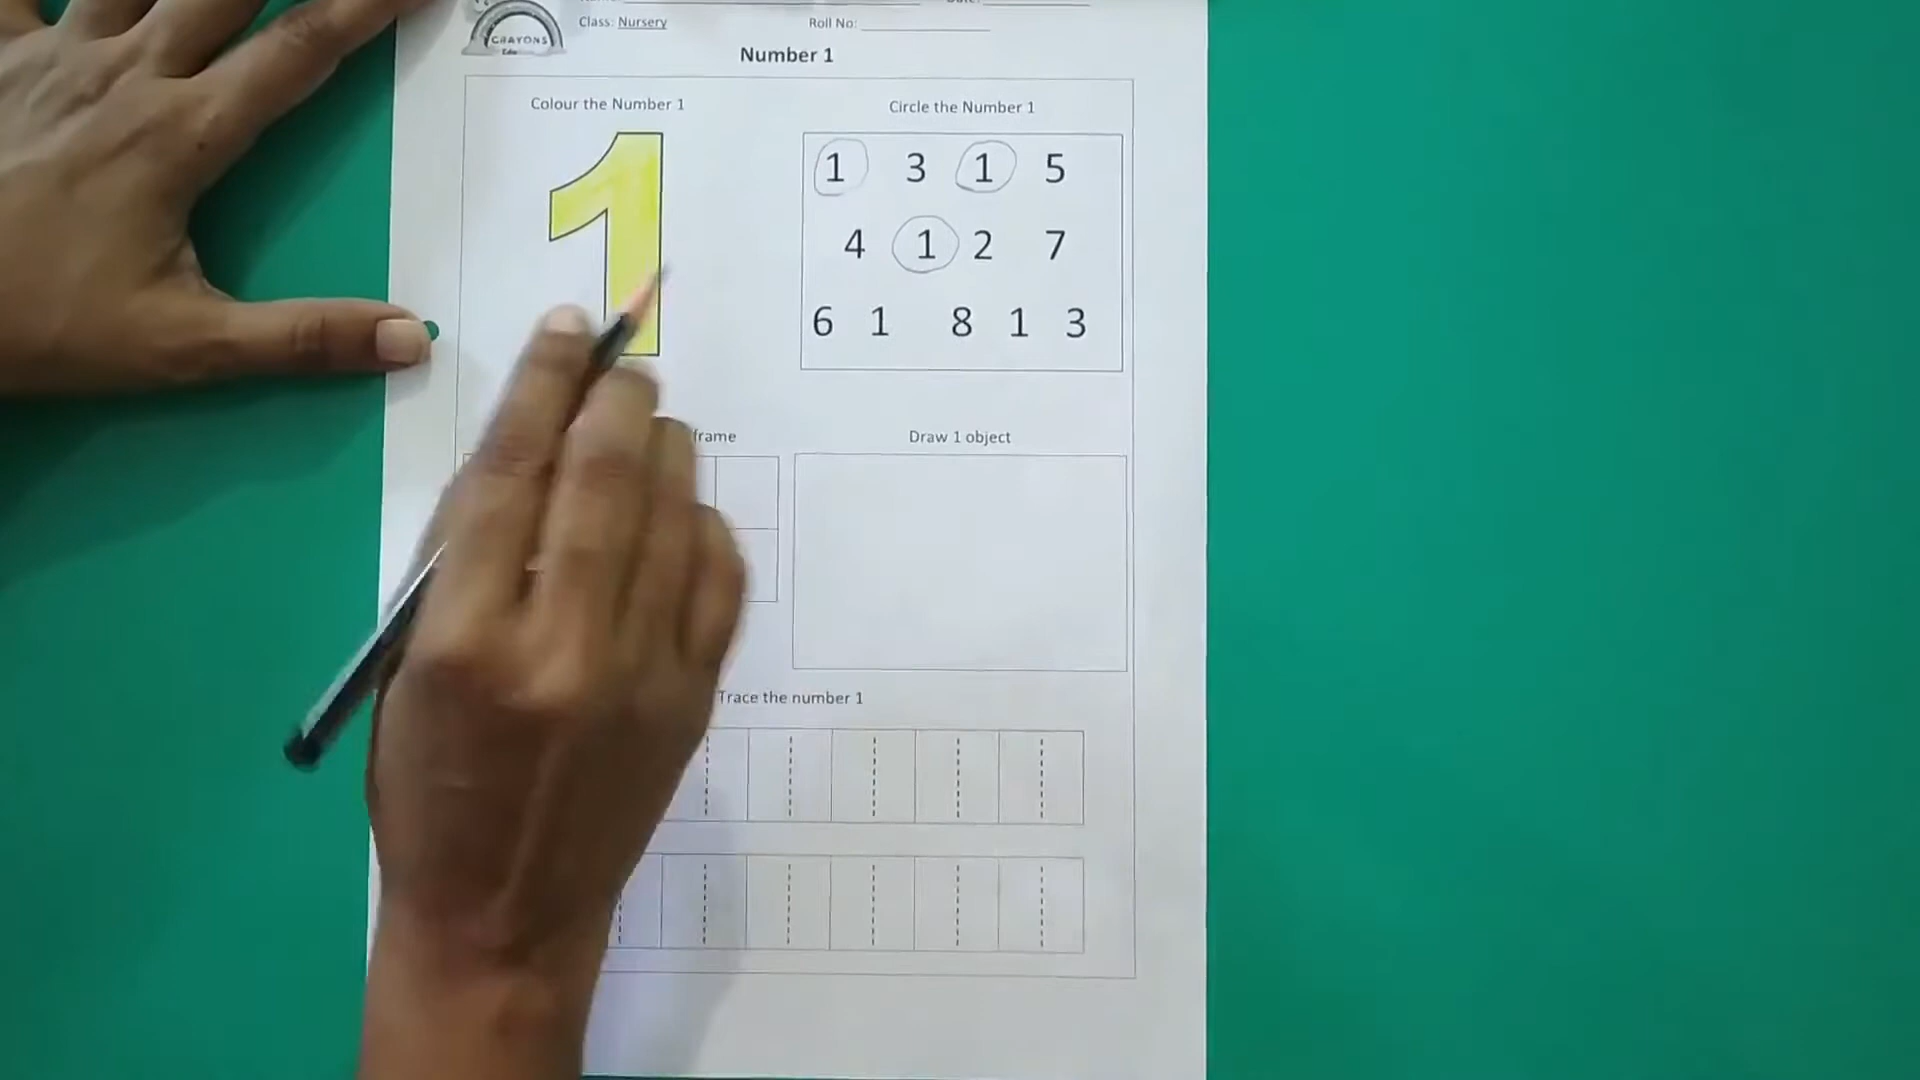 CRAYONS
Class: Nursery
Roll No:
Number 1
Colour the Number 1
Circle the Number 1
1
1 3 1 5
4 1 2 7
6 1 8 1 3
frame
Draw 1 object
Trace the number 1